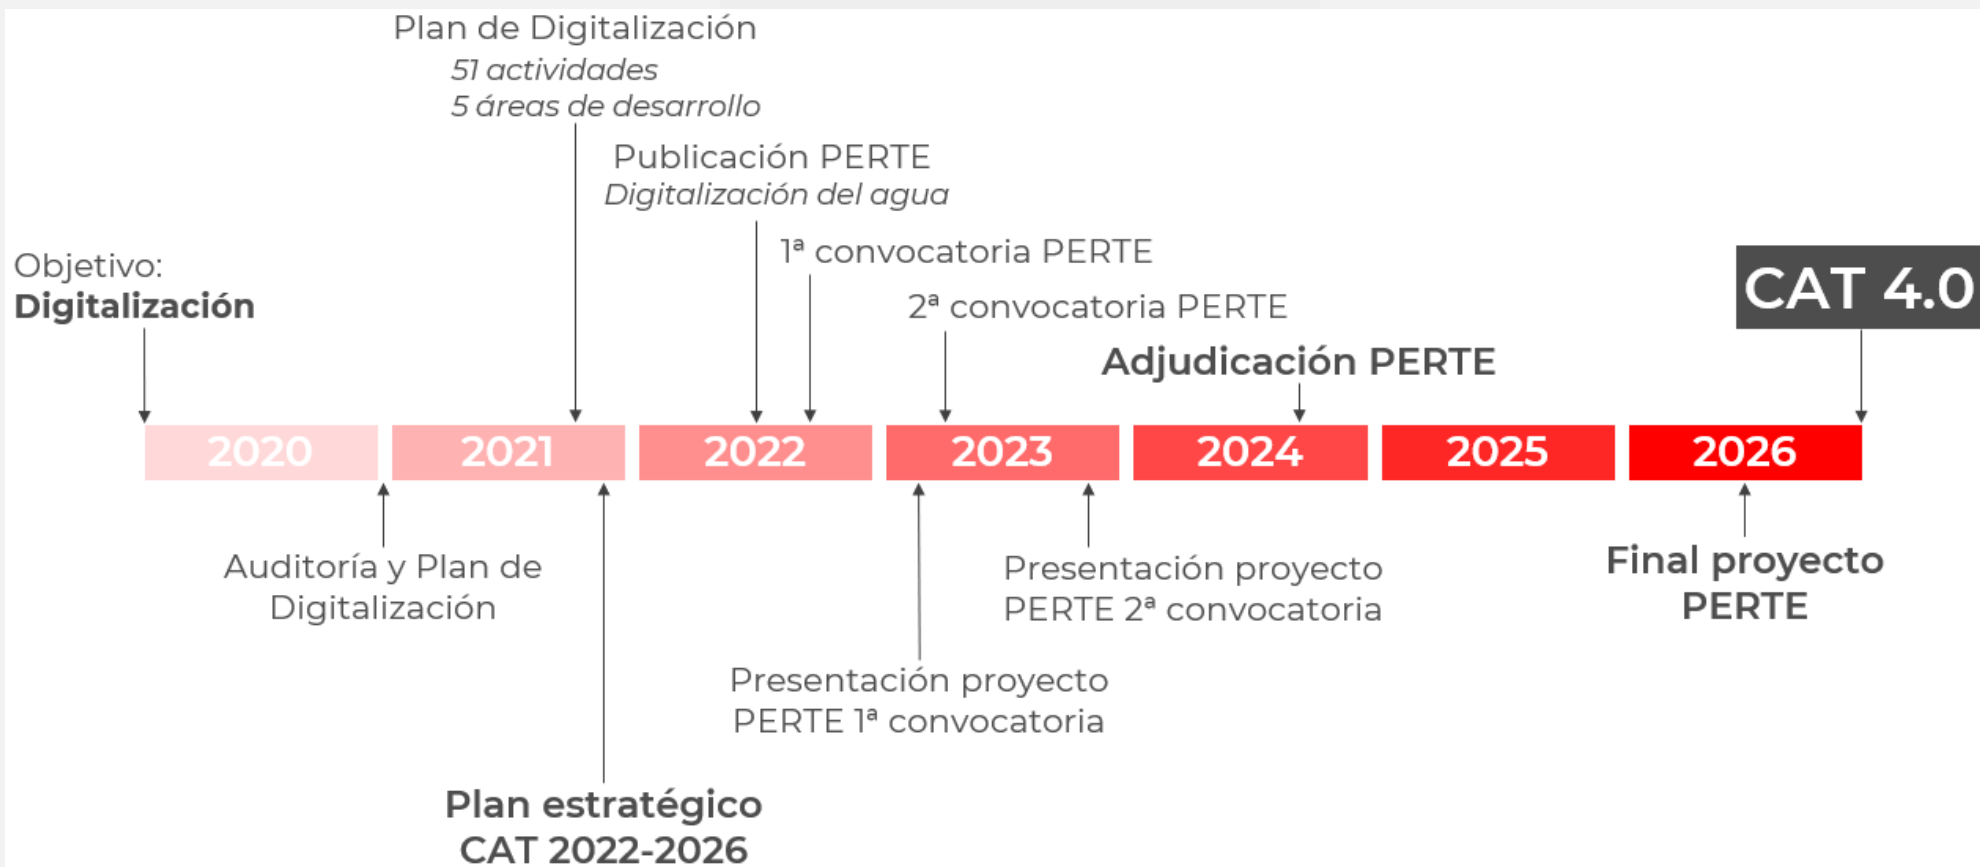 Plan de Digitalización
51 actividades
5 áreas de desarrollo
Publicación PERTE
Digitalización del agua
1ª convocatoria PERTE
2ª convocatoria PERTE
Adjudicación PERTE
Objetivo:
Digitalización
CAT 4.0
2020
2021
2022
2023
2024
2025
2026
Auditoría y Plan de
Digitalización
Presentación proyecto
PERTE 2ª convocatoria
Final proyecto
PERTE
Presentación proyecto
PERTE 1ª convocatoria
Plan estratégico
CAT 2022-2026